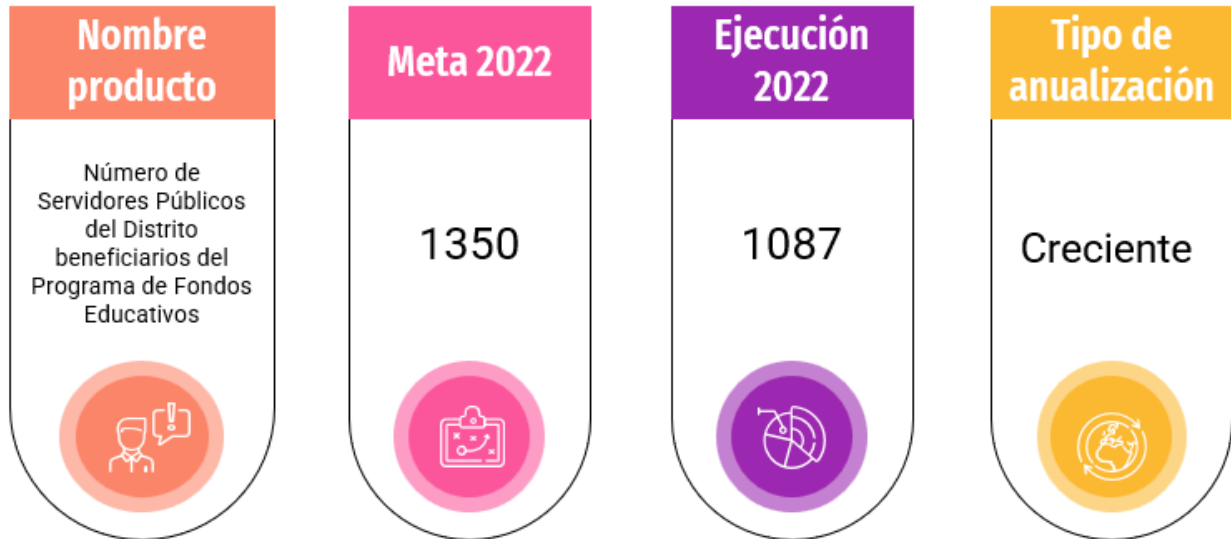 Nombre
producto
Número de
Servidores Públicos
del Distrito
beneficiarios del
Programa de Fondos
Educativos
Meta 2022
1350
Ejecución
2022
1087
Tipo de
anualización
Creciente